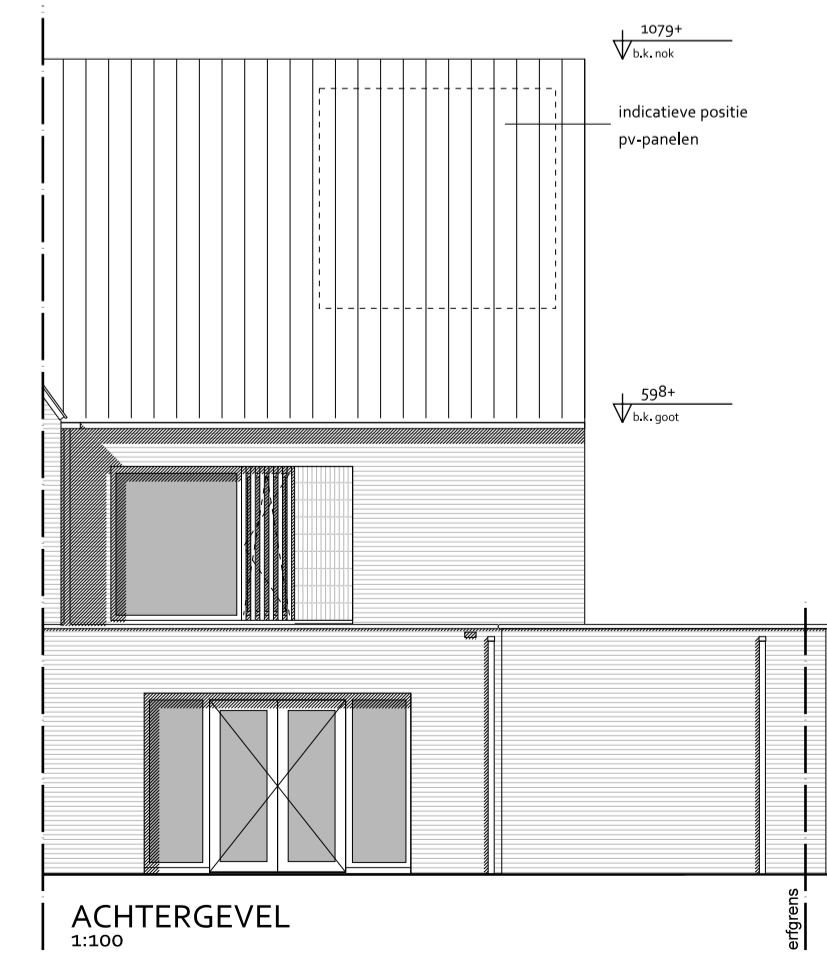 1079+
b.k. nok
indicatieve positie
pv-panelen
598+
b.k. goot
ACHTERGEVEL
1:100
erfgrens